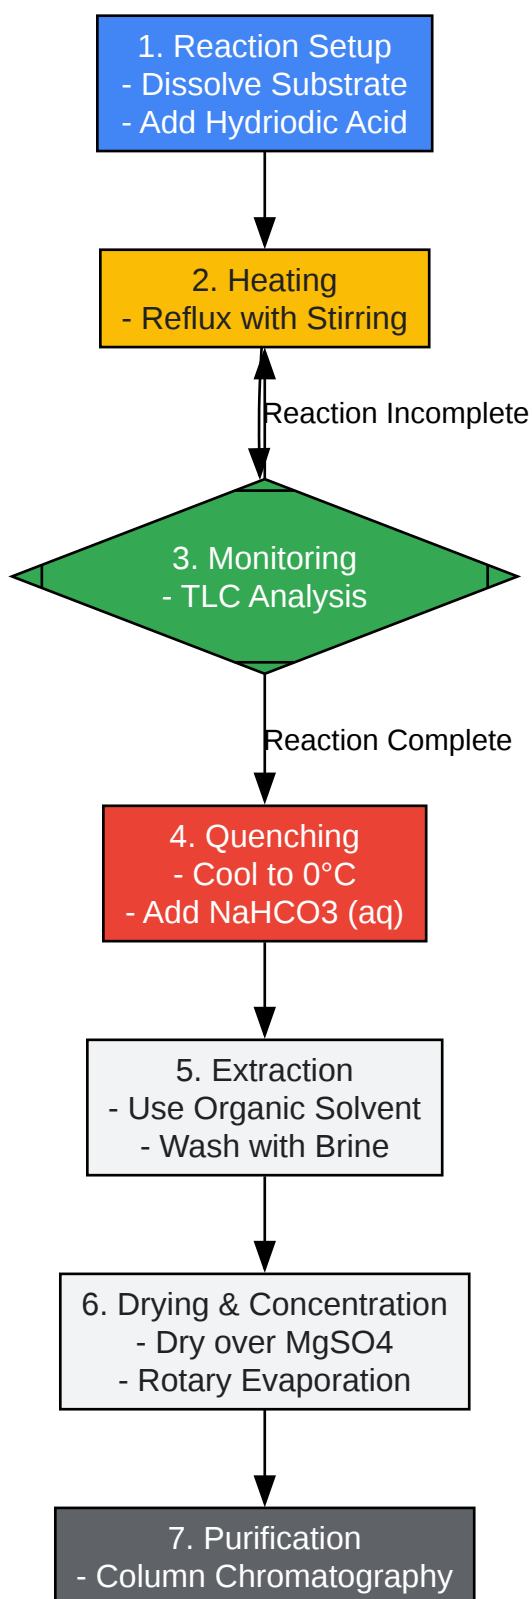 1. Reaction Setup
- Dissolve Substrate
- Add Hydriodic Acid
2. Heating
- Reflux with Stirring
Reaction Incomplete
3. Monitoring
- TLC Analysis
Reaction Complete
4. Quenching
- Cool to 0°C
- Add NaHCO3 (aq)
5. Extraction
- Use Organic Solvent
- Wash with Brine
6. Drying & Concentration
- Dry over MgSO4
- Rotary Evaporation
7. Purification
- Column Chromatography